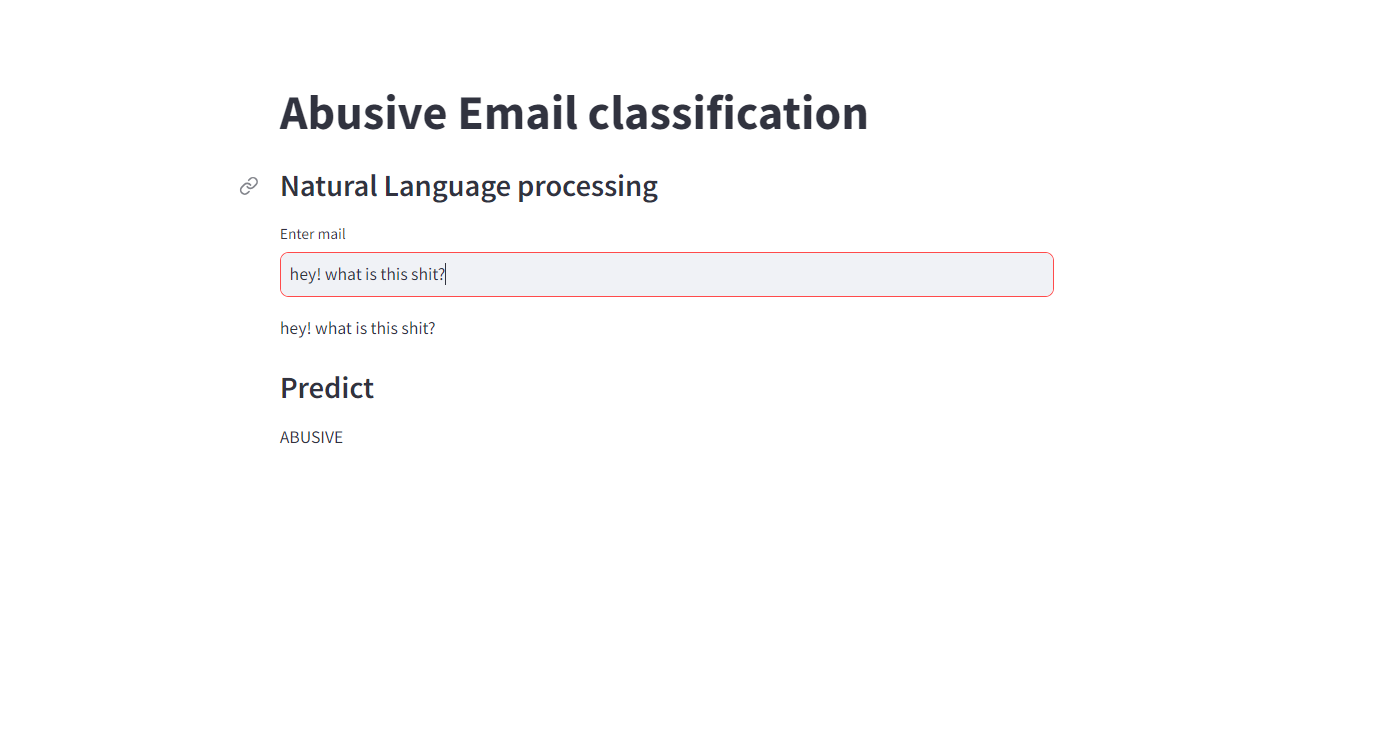 Abusive Email classification
Natural Language processing
Enter mail
hey! what is this shit?
hey! what is this shit?
Predict
ABUSIVE